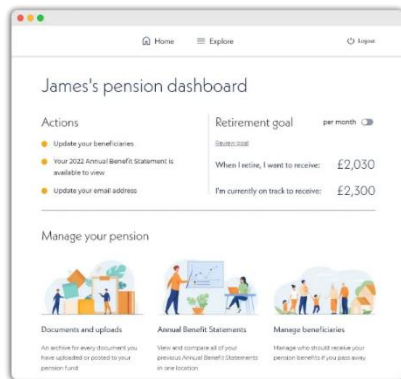 Home
Explore
Logout
James's pension dashboard
Actions
Update your beneficiaries
Your 2022 Annual Benefit Statement is
available to view
Update your email address
Retirement goal
per month
Review goal
When I retire, I want to receive:
£2,030
I'm currently on track to receive:
£2,300
Manage your pension
Documents and uploads
An archive for every document you
have uploaded or posted to your
pension fund
Annual Benefit Statements
View and compare all of your
previous Annual Benefit Statements
in one location
Manage beneficiaries
Manage who should receive your
pension benefits if you pass away